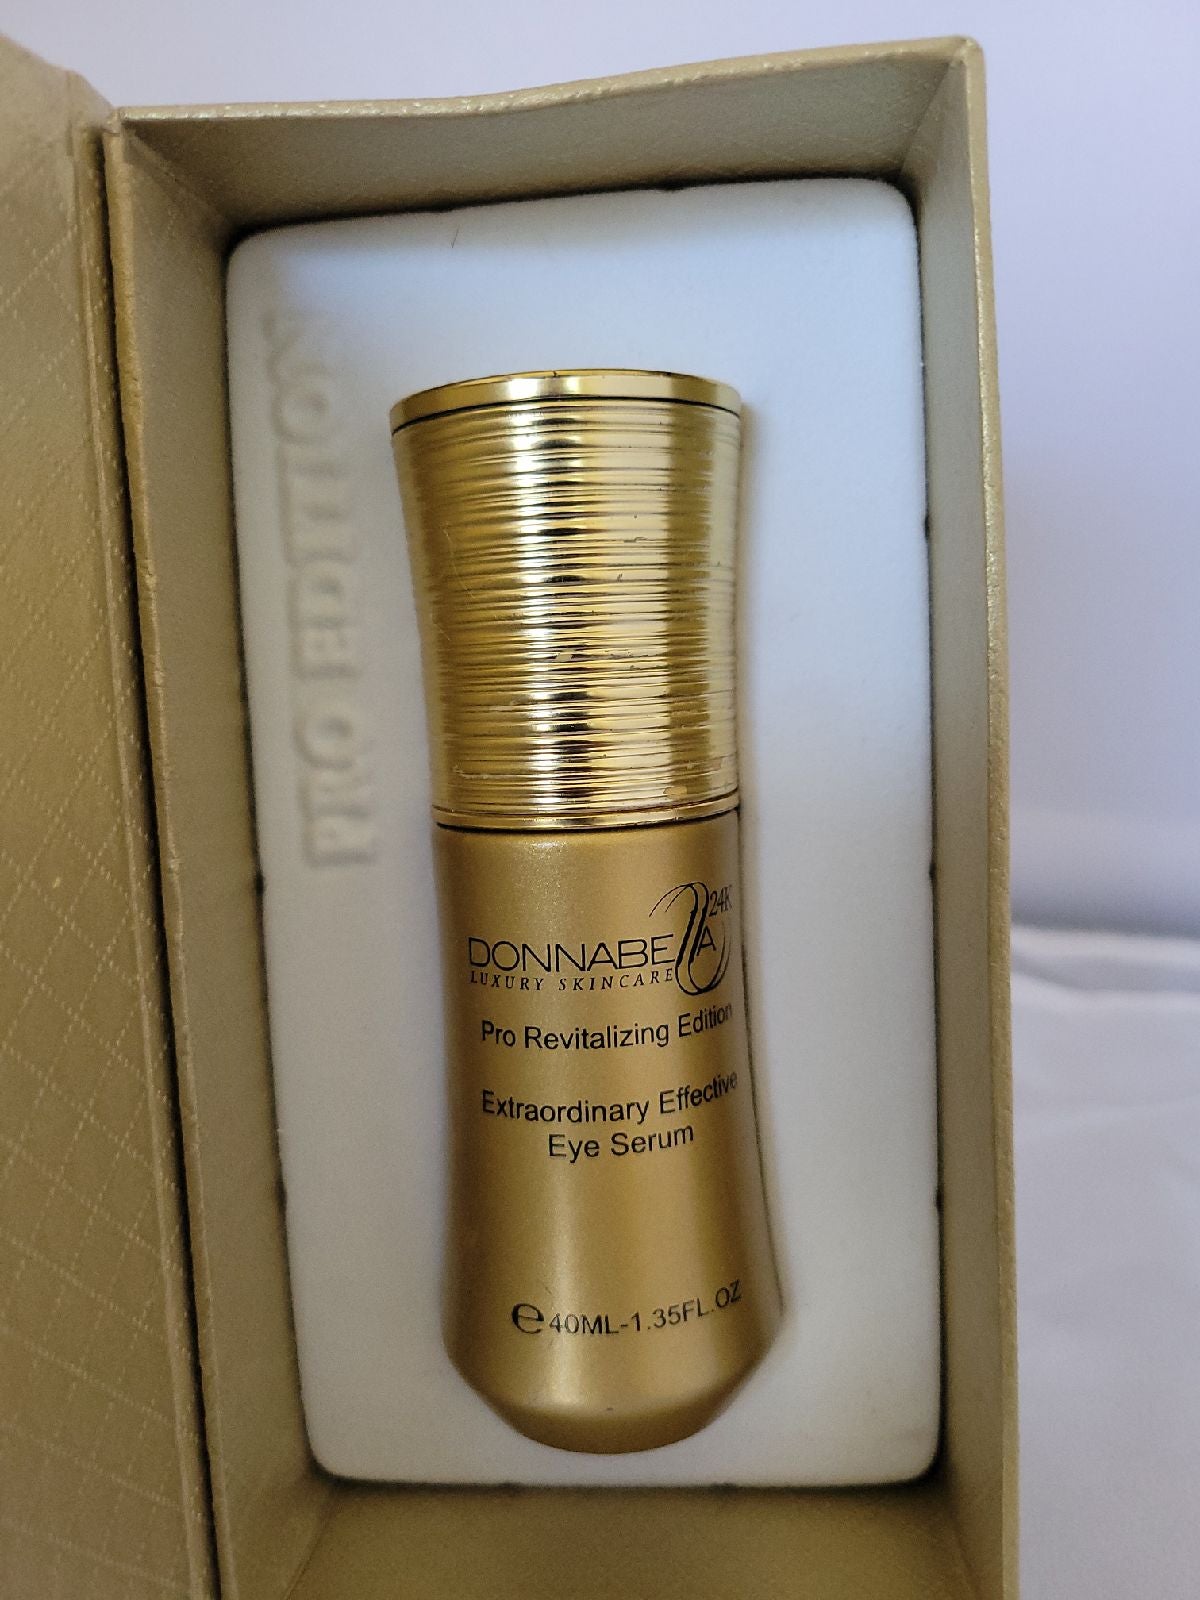 24K
DONNABELLA
LUXURY SKINCARE
Pro Revitalizing Edition
Extraordinary Effective
Eye Serum
e 40ML-1.35FL.OZ